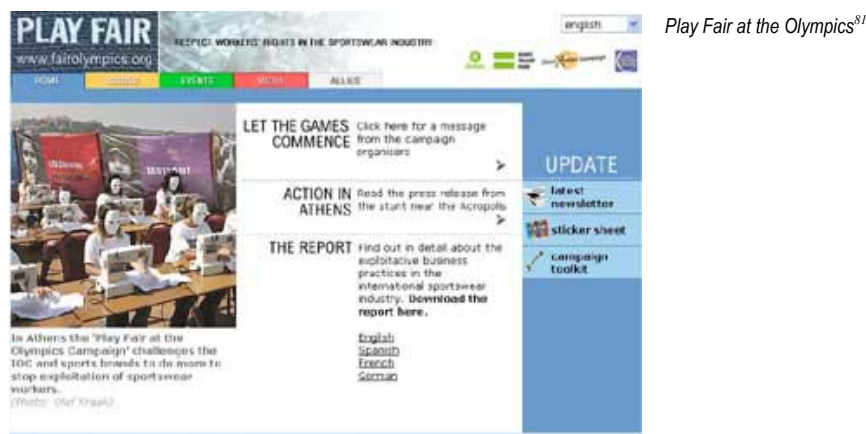 PLAY FAIR
www.fairolympics.org
RESPECT WORKERS' RIGHTS IN THE SPORTSWEAR INDUSTRY
english
Play Fair at the Olympics81
HOME EVENTS MEDIA ALLIES
LET THE GAMES
COMMENCE
Click here for a message
from the campaign
organisers
ACTION IN
ATHENS
Read the press release from
the stunt near the Acropolis
THE REPORT
Find out in detail about the
exploitative business
practices in the
international sportswear
industry. Download the
report here.
English
Spanish
French
German
UPDATE
latest
newsletter
sticker sheet
campaign
toolkit
In Athens the 'Play Fair at the
Olympics Campaign' challenges the
IOC and sports brands to do more to
stop exploitation of sportswear
workers.
(Photo: Olaf Kraak)